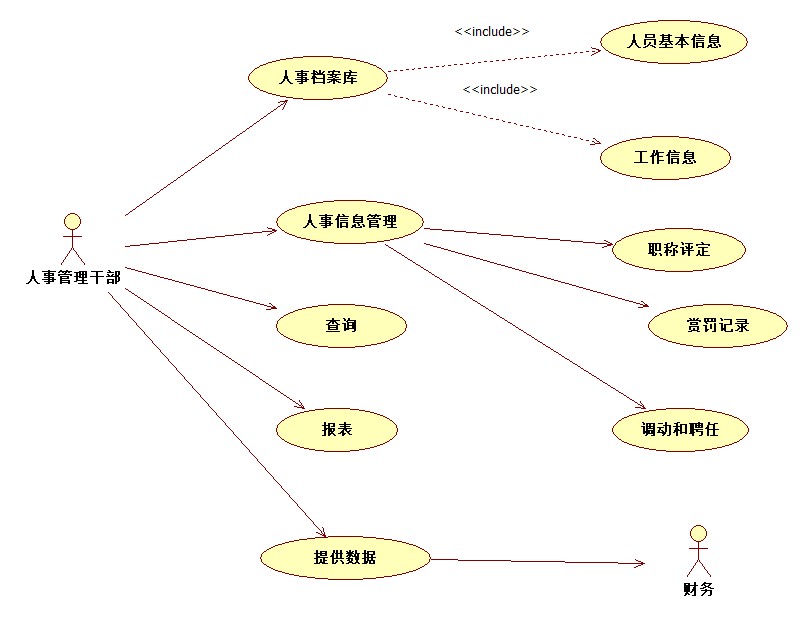 <<include>>
人员基本信息
人事档案库
<<include>>
工作信息
人事信息管理
职称评定
人事管理干部
查询
赏罚记录
报表
调动和聘任
提供数据
财务